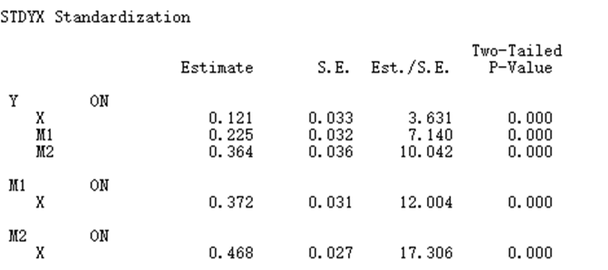 STDYX Standardization
Two-Tailed
Estimate S.E. Est./S.E. P-Value
Y ON
X 0.121 0.033 3.631 0.000
M1 0.225 0.032 7.140 0.000
M2 0.364 0.036 10.042 0.000
M1 ON
X 0.372 0.031 12.004 0.000
M2 ON
X 0.468 0.027 17.306 0.000